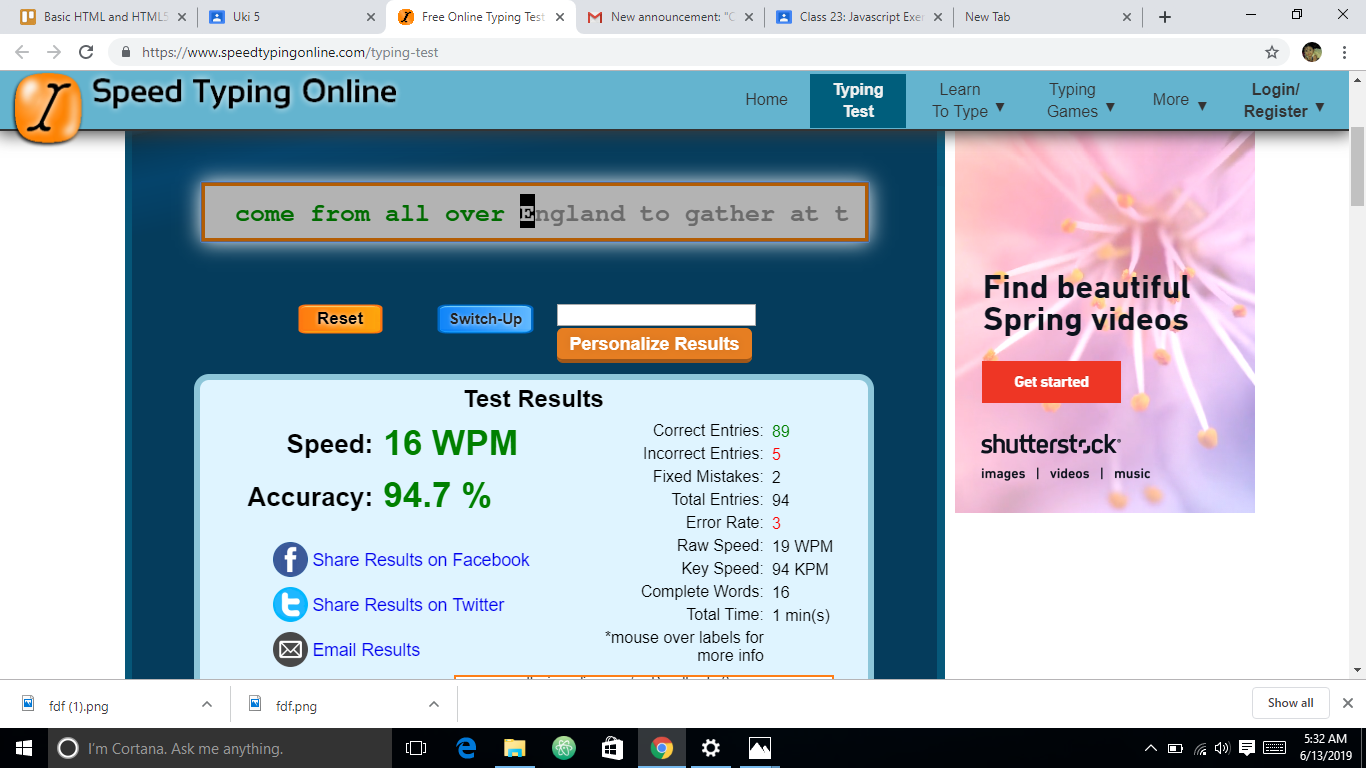 Basic HTML and HTML5
Uki 5
Free Online Typing Test
New announcement: "C
Class 23: Javascript Exer
New Tab
https://www.speedtypingonline.com/typing-test
Speed Typing Online
Home
Typing Test
Learn To Type
Typing Games
More
Login/ Register
come from all over England to gather at t
Reset
Switch-Up
Personalize Results
Test Results
Speed: 16 WPM
Accuracy: 94.7 %
Share Results on Facebook
Share Results on Twitter
Email Results
Correct Entries: 89
Incorrect Entries: 5
Fixed Mistakes: 2
Total Entries: 94
Error Rate: 3
Raw Speed: 19 WPM
Key Speed: 94 KPM
Complete Words: 16
Total Time: 1 min(s)
*mouse over labels for
more info
Find beautiful
Spring videos
Get started
shutterstock
images | videos | music
fdf (1).png
fdf.png
Show all
I'm Cortana. Ask me anything.
5:32 AM
6/13/2019